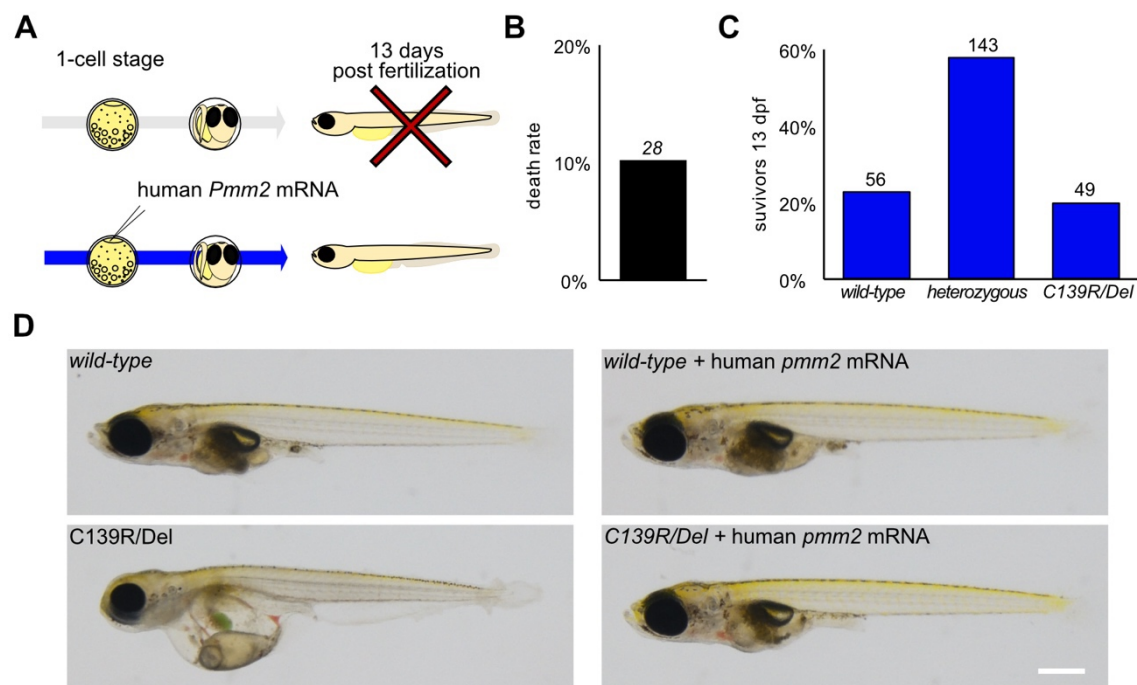 A
1-cell stage
13 days
post fertilization
human Pmm2 mRNA
B
20%
10%
0%
death rate
28
C
60%
40%
20%
0%
suvivors 13 dpf
56
143
49
wild-type
heterozygous
C139R/Del
D
wild-type
wild-type + human pmm2 mRNA
C139R/Del
C139R/Del + human pmm2 mRNA